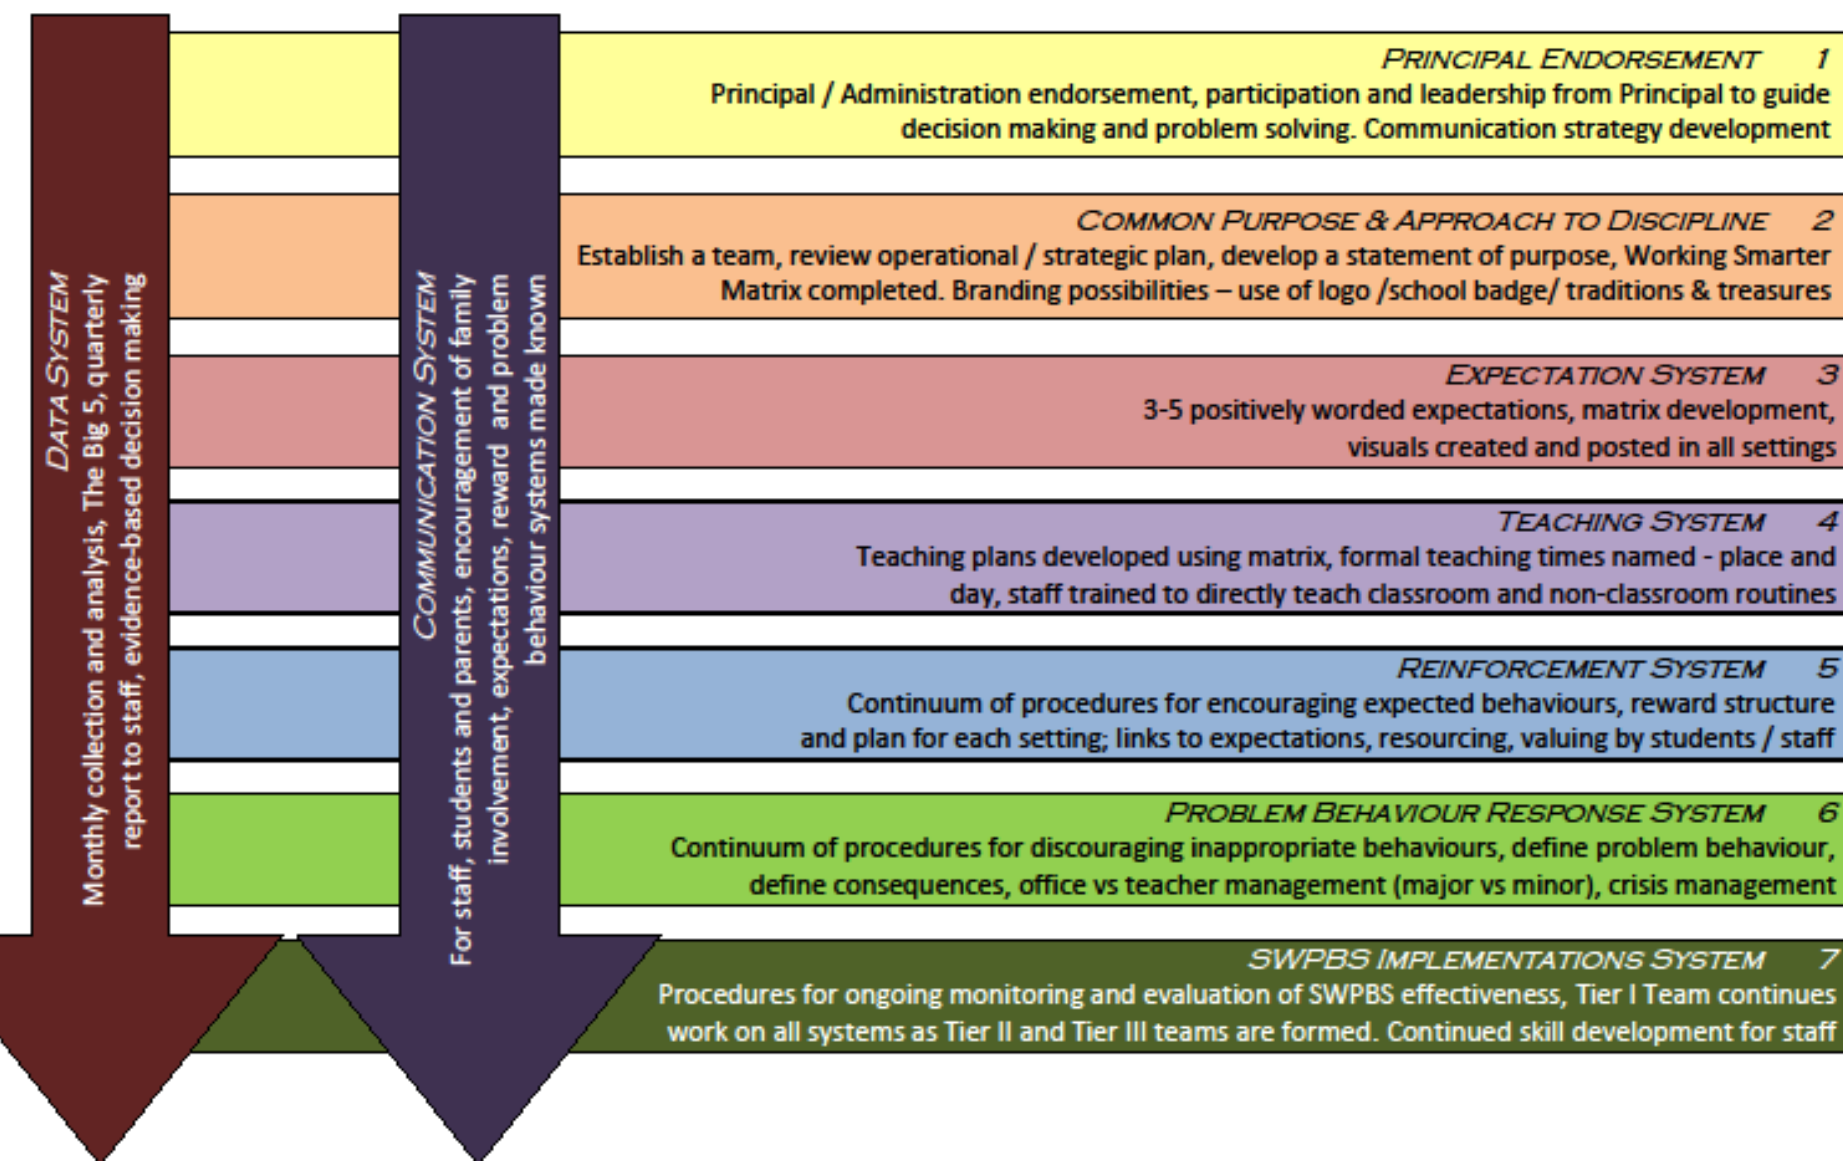 DATA SYSTEM
Monthly collection and analysis, The Big 5, quarterly
report to staff, evidence-based decision making
COMMUNICATION SYSTEM
For staff, students and parents, encouragement of family
involvement, expectations, reward and problem
behaviour systems made known
PRINCIPAL ENDORSEMENT 1
Principal / Administration endorsement, participation and leadership from Principal to guide
decision making and problem solving. Communication strategy development
COMMON PURPOSE & APPROACH TO DISCIPLINE 2
Establish a team, review operational / strategic plan, develop a statement of purpose, Working Smarter
Matrix completed. Branding possibilities – use of logo /school badge/ traditions & treasures
EXPECTATION SYSTEM 3
3-5 positively worded expectations, matrix development,
visuals created and posted in all settings
TEACHING SYSTEM 4
Teaching plans developed using matrix, formal teaching times named - place and
day, staff trained to directly teach classroom and non-classroom routines
REINFORCEMENT SYSTEM 5
Continuum of procedures for encouraging expected behaviours, reward structure
and plan for each setting; links to expectations, resourcing, valuing by students / staff
PROBLEM BEHAVIOUR RESPONSE SYSTEM 6
Continuum of procedures for discouraging inappropriate behaviours, define problem behaviour,
define consequences, office vs teacher management (major vs minor), crisis management
SWPBS IMPLEMENTATIONS SYSTEM 7
Procedures for ongoing monitoring and evaluation of SWPBS effectiveness, Tier I Team continues
work on all systems as Tier II and Tier III teams are formed. Continued skill development for staff